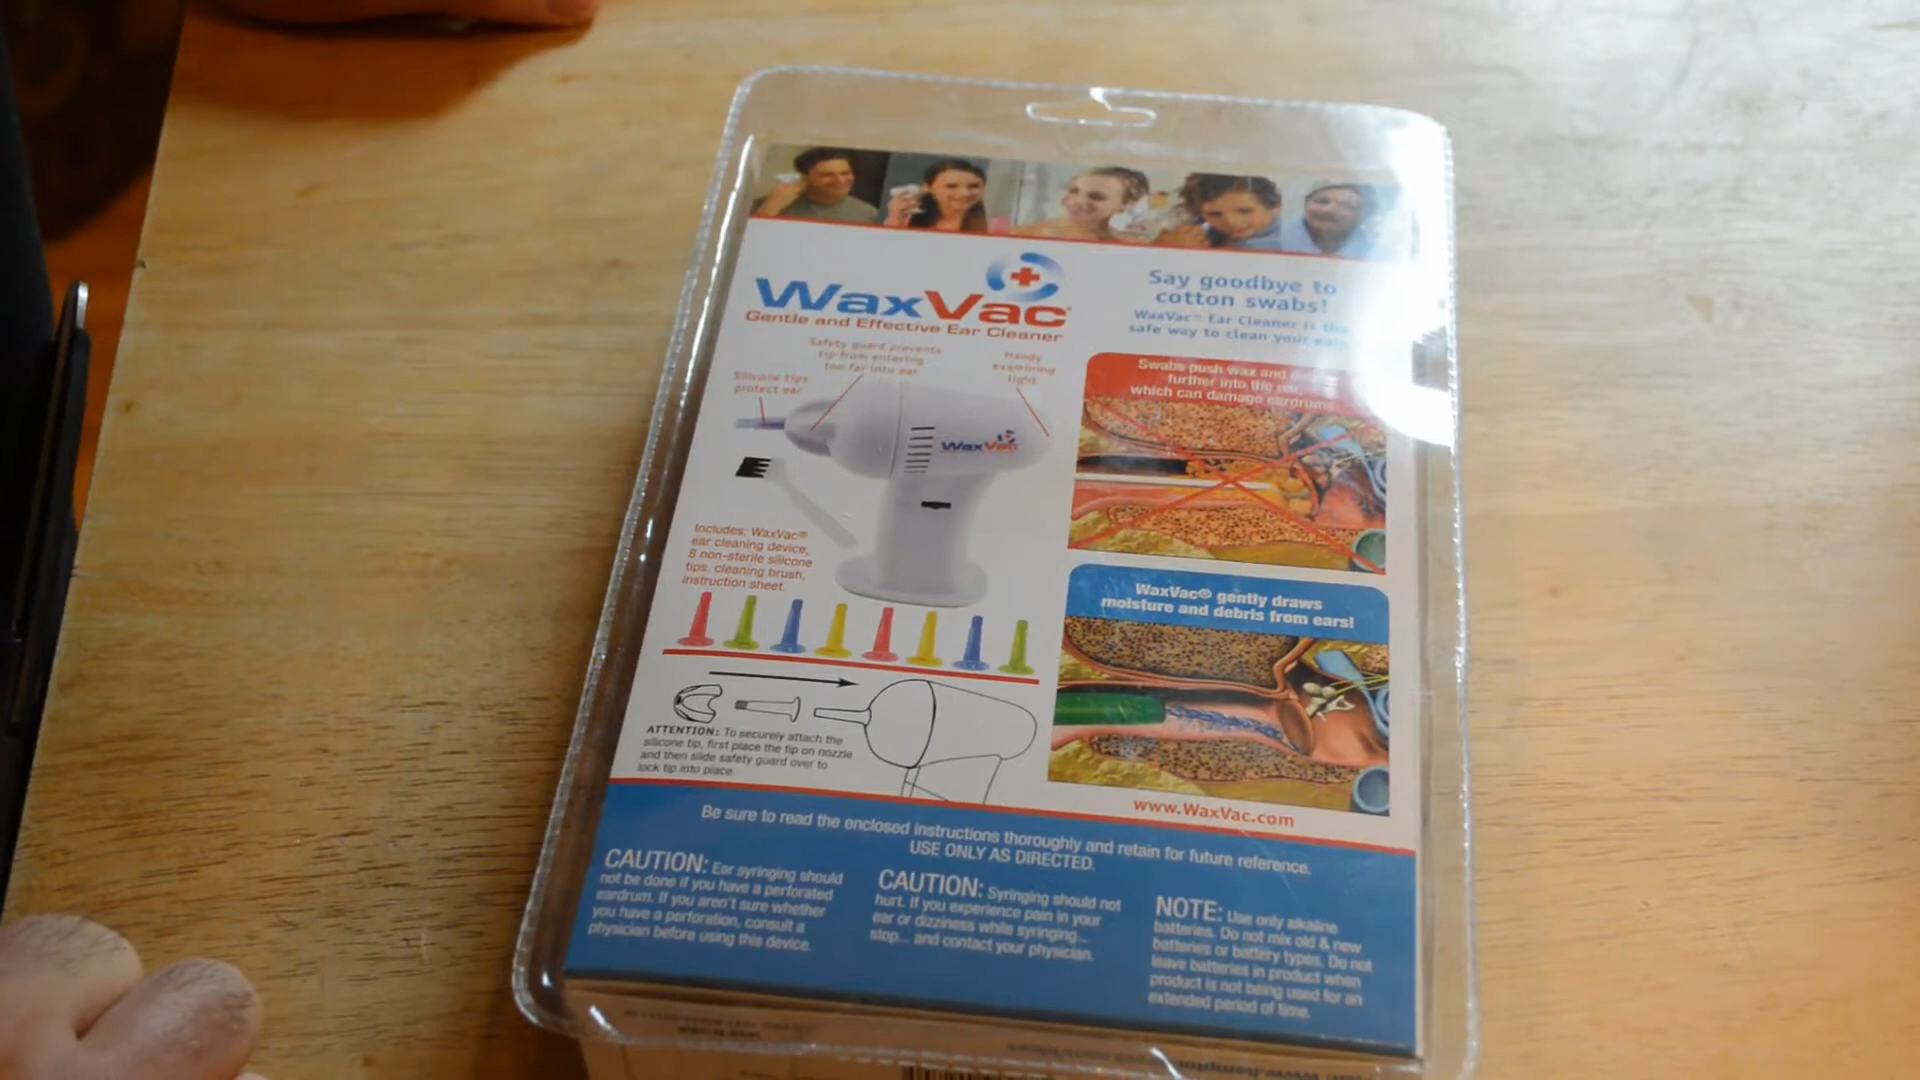 WaxVac®
Gentle and Effective Ear Cleaner
Say goodbye to
cotton swabs!
WaxVac™ Ear Cleaner is the
safe way to clean your ears
Safety guard prevents
tip from entering
too far into ear
Handy
examining
light
Silicone tips
protect ear
WaxVac
Swabs push wax and
further into the ear
which can damage eardrums
Includes: WaxVac®
ear cleaning device,
8 non-sterile silicone
tips, cleaning brush,
instruction sheet.
WaxVac® gently draws
moisture and debris from ears!
ATTENTION: To securely attach the
silicone tip, first place the tip on nozzle
and then slide safety guard over to
lock tip into place.
www.WaxVac.com
Be sure to read the enclosed instructions thoroughly and retain for future reference.
USE ONLY AS DIRECTED.
CAUTION: Ear syringing should
not be done if you have a perforated
eardrum. If you aren't sure whether
you have a perforation, consult a
physician before using this device.
CAUTION: Syringing should not
hurt. If you experience pain in your
ear or dizziness while syringing...
stop... and contact your physician.
NOTE: Use only alkaline
batteries. Do not mix old & new
batteries or battery types. Do not
leave batteries in product when
product is not being used for an
extended period of time.